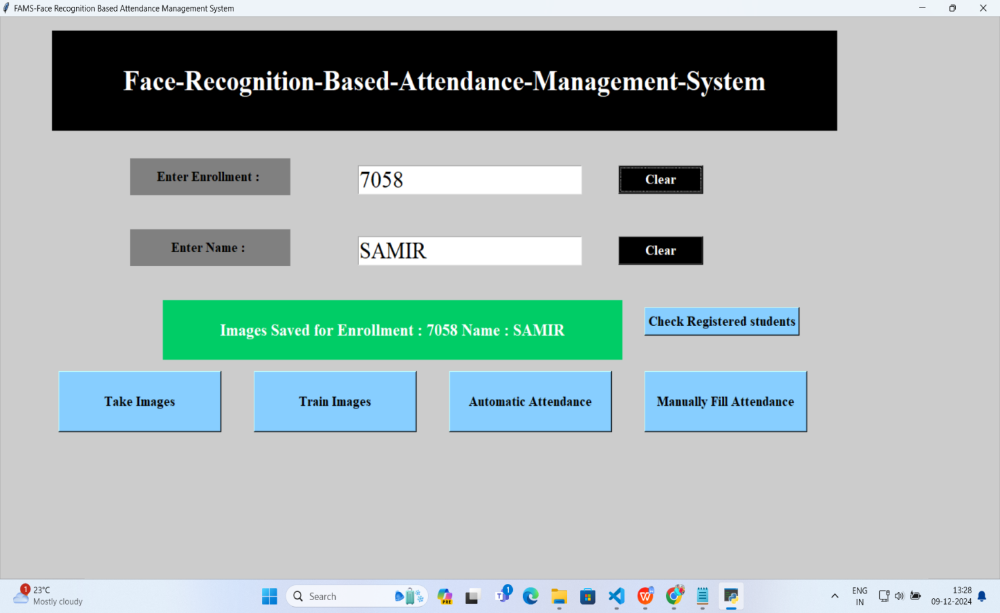 FAMS-Face Recognition Based Attendance Management System
Face-Recognition-Based-Attendance-Management-System
Enter Enrollment :
7058
Clear
Enter Name :
SAMIR
Clear
Images Saved for Enrollment : 7058 Name : SAMIR
Check Registered students
Take Images
Train Images
Automatic Attendance
Manually Fill Attendance
1
23°C
Mostly cloudy
Search
PRE
T
1
W
ENG
IN
13:28
09-12-2024